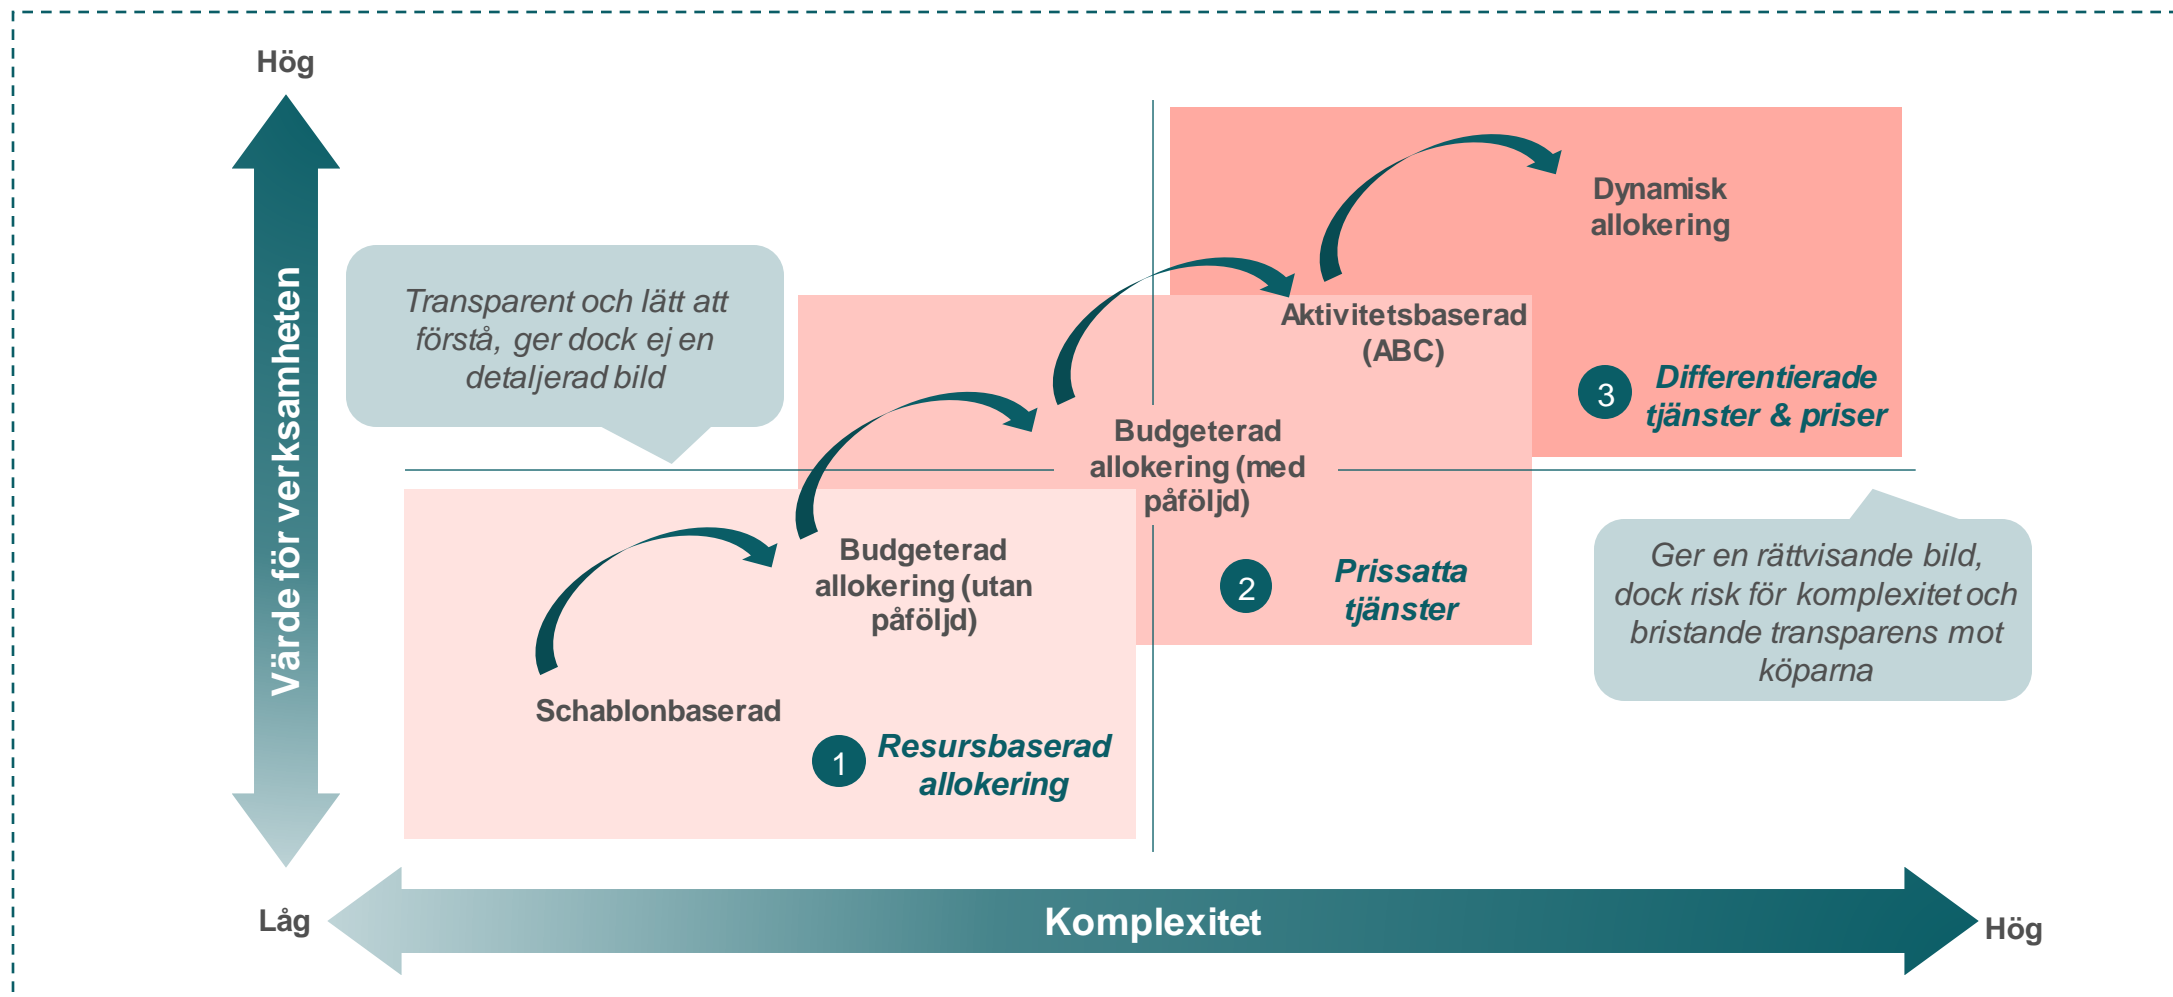 Hög
Värde för verksamheten
Transparent och lätt att
förstå, ger dock ej en
detaljerad bild
Dynamisk
allokering
Aktivitetsbaserad
(ABC)
3
Differentierade
tjänster & priser
Budgeterad
allokering (med
påföljd)
Budgeterad
allokering (utan
påföljd)
2
Prissatta
tjänster
Ger en rättvisande bild,
dock risk för komplexitet och
bristande transparens mot
köparna
Schablonbaserad
1
Resursbaserad
allokering
Låg
Komplexitet
Hög